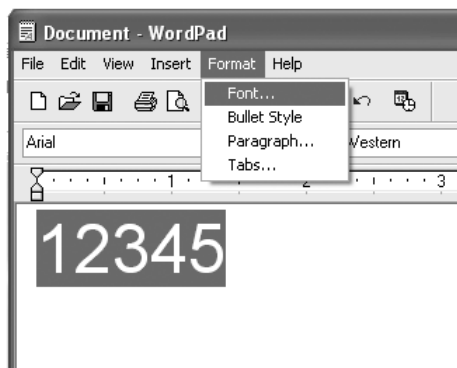 Document - WordPad
File Edit View Insert Format Help
Font...
Bullet Style
Paragraph...
Tabs...
Arial
Western
1 2 3
12345